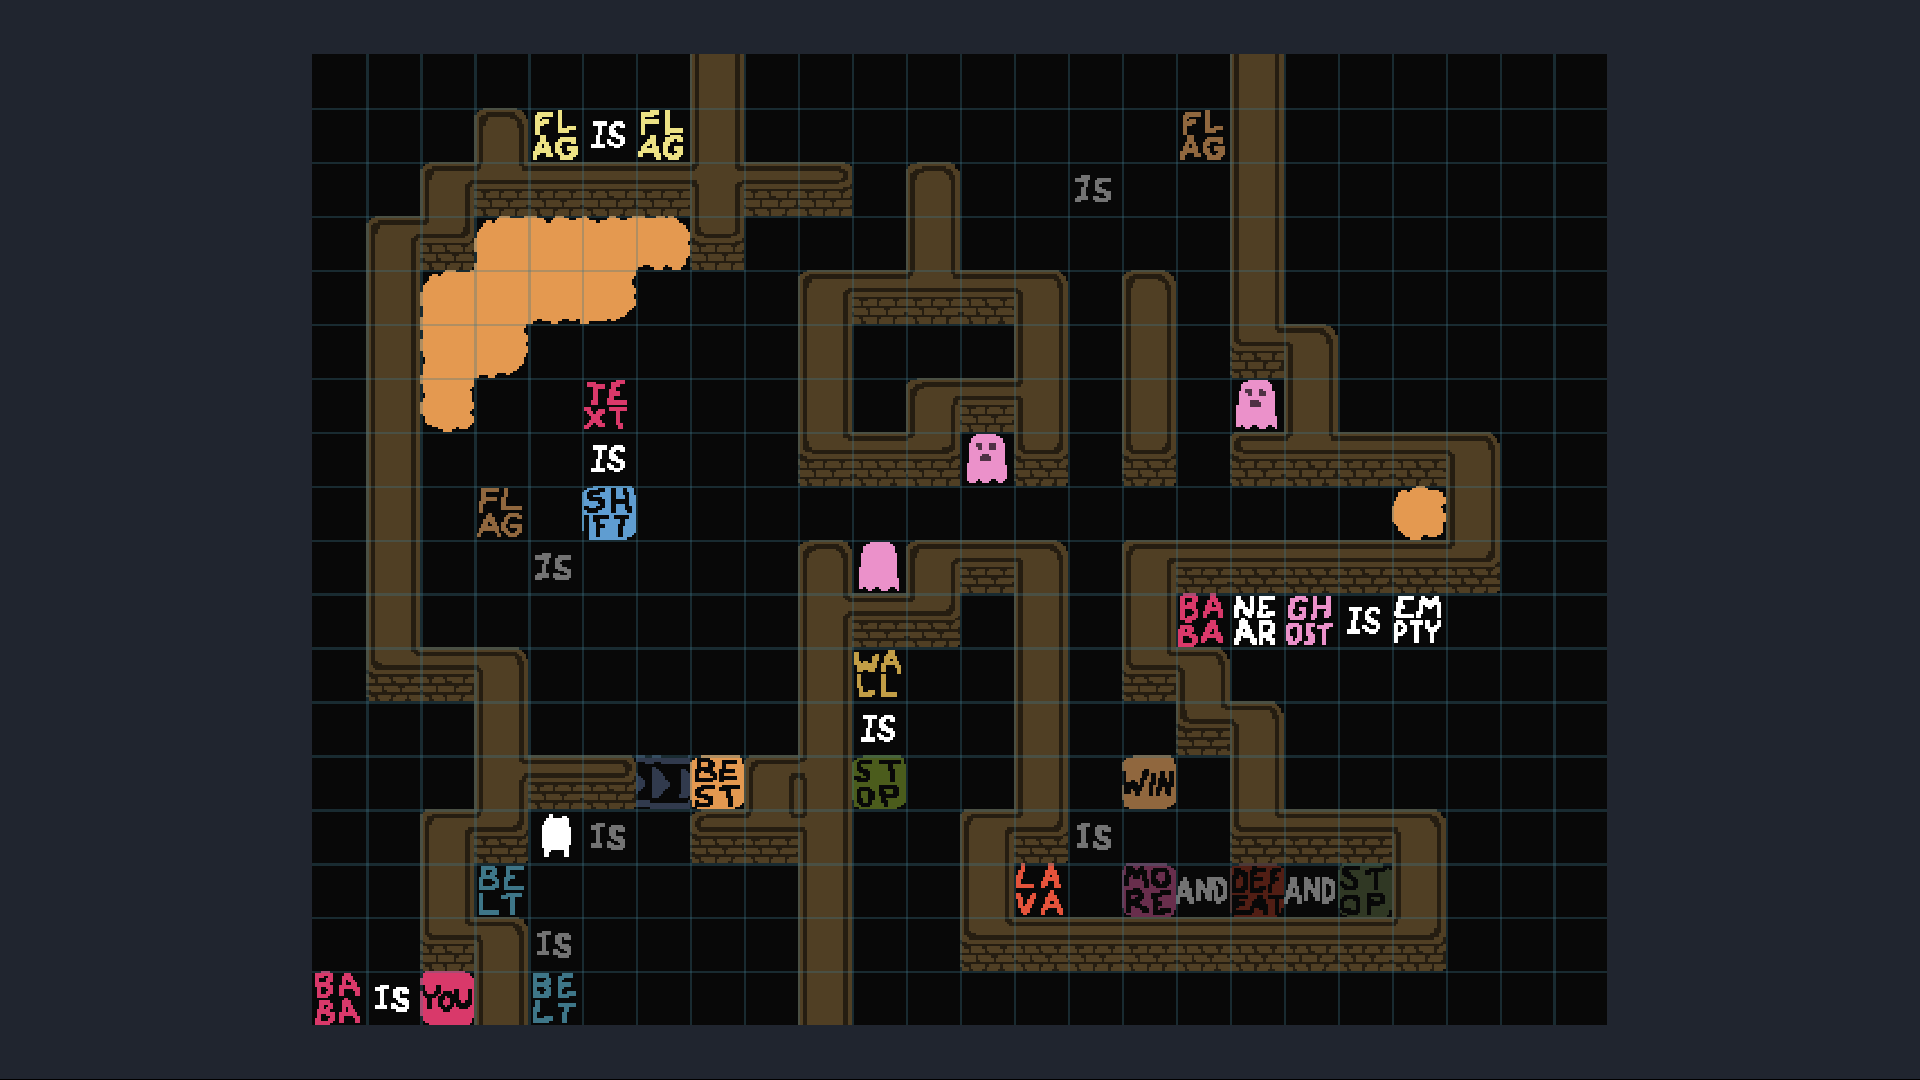 FLAG IS FLAG
FLAG
IS
TEXT
IS
FLAG
SHFT
IS
BABA NEAR GHOST IS EMPTY
WALL
IS
BEST
STOP
WIN
IS
IS
BELT
LAVA
MORE AND DEFEAT AND STOP
IS
BABA IS YOU
BELT